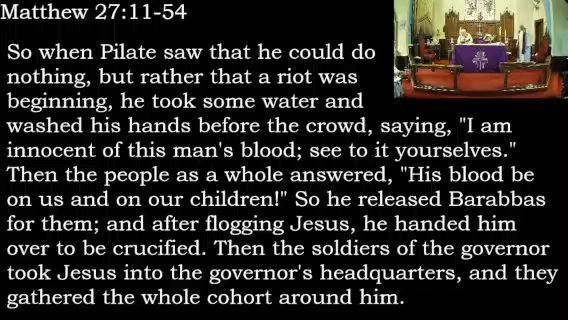 Matthew 27:11-54
So when Pilate saw that he could do
nothing, but rather that a riot was
beginning, he took some water and
washed his hands before the crowd, saying, "I am
innocent of this man's blood; see to it yourselves."
Then the people as a whole answered, "His blood be
on us and on our children!" So he released Barabbas
for them; and after flogging Jesus, he handed him
over to be crucified. Then the soldiers of the governor
took Jesus into the governor's headquarters, and they
gathered the whole cohort around him.